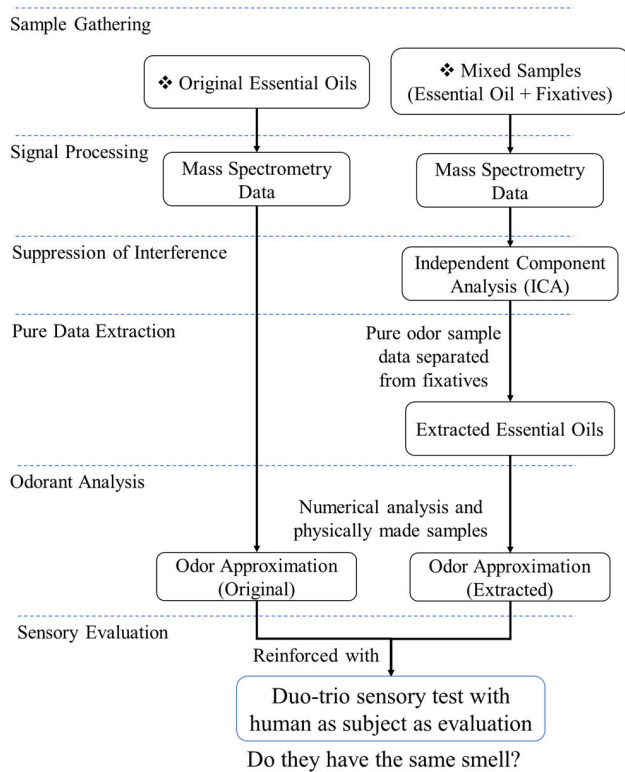 Sample Gathering
❖ Original Essential Oils
❖ Mixed Samples
(Essential Oil + Fixatives)
Signal Processing
Mass Spectrometry
Data
Mass Spectrometry
Data
Suppression of Interference
Independent Component
Analysis (ICA)
Pure Data Extraction
Pure odor sample
data separated
from fixatives
Extracted Essential Oils
Odorant Analysis
Numerical analysis and
physically made samples
Odor Approximation
(Original)
Odor Approximation
(Extracted)
Sensory Evaluation
Reinforced with
Duo-trio sensory test with
human as subject as evaluation
Do they have the same smell?